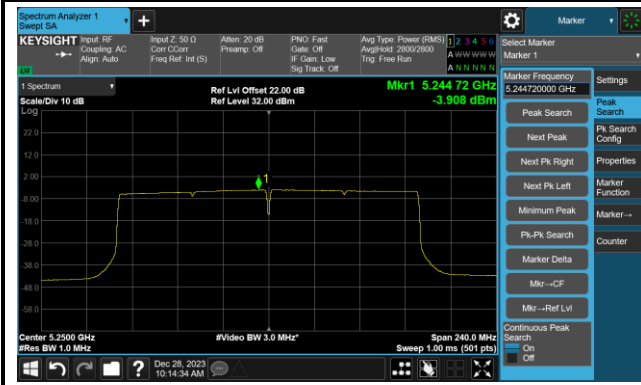 Spectrum Analyzer 1
Swept SA
+
Marker
KEYSIGHT
Input: RF
Coupling: AC
Align: Auto
Input Z: 50 Ω
Corr CCorr
Freq Ref: Int (S)
Atten: 20 dB
Preamp: Off
PNO: Fast
Gate: Off
IF Gain: Low
Sig Track: Off
Avg Type: Power (RMS)
Avg|Hold: 2800/2800
Trig: Free Run
1 2 3 4 5 6
A W W W W W
A N N N N N
LW
Select Marker
Marker 1
1 Spectrum
Scale/Div 10 dB
Log
Ref Lvl Offset 22.00 dB
Ref Level 32.00 dBm
Mkr1 5.244 72 GHz
-3.908 dBm
22.0
12.0
2.00
-8.00
-18.0
-28.0
-38.0
-48.0
-58.0
1
Center 5.2500 GHz
#Res BW 1.0 MHz
#Video BW 3.0 MHz*
Span 240.0 MHz
Sweep 1.00 ms (501 pts)
Marker Frequency
5.244720000 GHz
Peak Search
Next Peak
Next Pk Right
Next Pk Left
Minimum Peak
Pk-Pk Search
Marker Delta
Mkr→CF
Mkr→Ref Lvl
Continuous Peak
Search
On
Off
Settings
Peak
Search
Pk Search
Config
Properties
Marker
Function
Marker→
Counter
?
Dec 28, 2023
10:14:34 AM